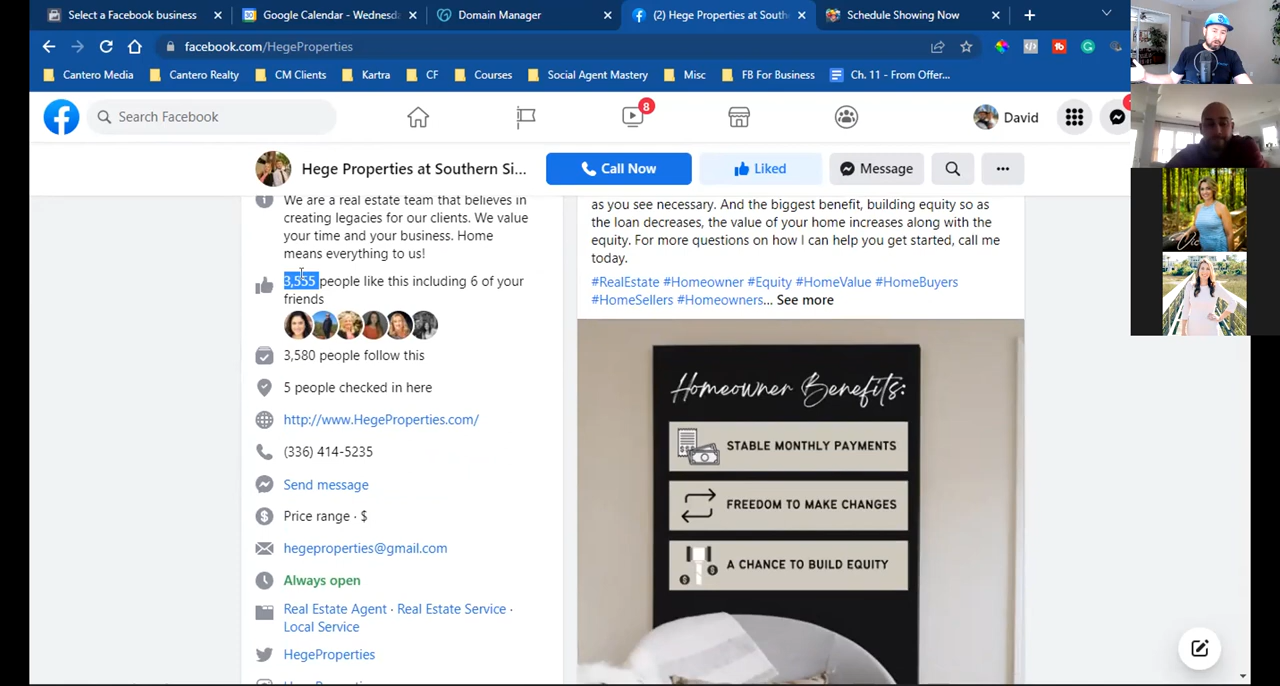 Select a Facebook business
Google Calendar - Wednesda
Domain Manager
(2) Hege Properties at South
Schedule Showing Now
facebook.com/HegeProperties
Cantero Media
Cantero Realty
CM Clients
Kartra
CF
Courses
Social Agent Mastery
Misc
FB For Business
Ch. 11 - From Offer...
Search Facebook
8
David
Hege Properties at Southern Si...
Call Now
Liked
Message
We are a real estate team that believes in
creating legacies for our clients. We value
your time and your business. Home
means everything to us!
3,555 people like this including 6 of your
friends
3,580 people follow this
5 people checked in here
http://www.HegeProperties.com/
(336) 414-5235
Send message
Price range · $
hegeproperties@gmail.com
Always open
Real Estate Agent · Real Estate Service ·
Local Service
HegeProperties
as you see necessary. And the biggest benefit, building equity so as
the loan decreases, the value of your home increases along with the
equity. For more questions on how I can help you get started, call me
today.
#RealEstate #Homeowner #Equity #HomeValue #HomeBuyers
#HomeSellers #Homeowners... See more
Homeowner Benefits:
STABLE MONTHLY PAYMENTS
FREEDOM TO MAKE CHANGES
A CHANCE TO BUILD EQUITY